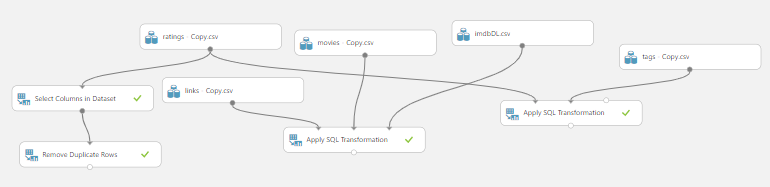 ratings - Copy.csv
movies - Copy.csv
imdbDL.csv
tags - Copy.csv
Select Columns in Dataset
links - Copy.csv
Apply SQL Transformation
Apply SQL Transformation
Remove Duplicate Rows